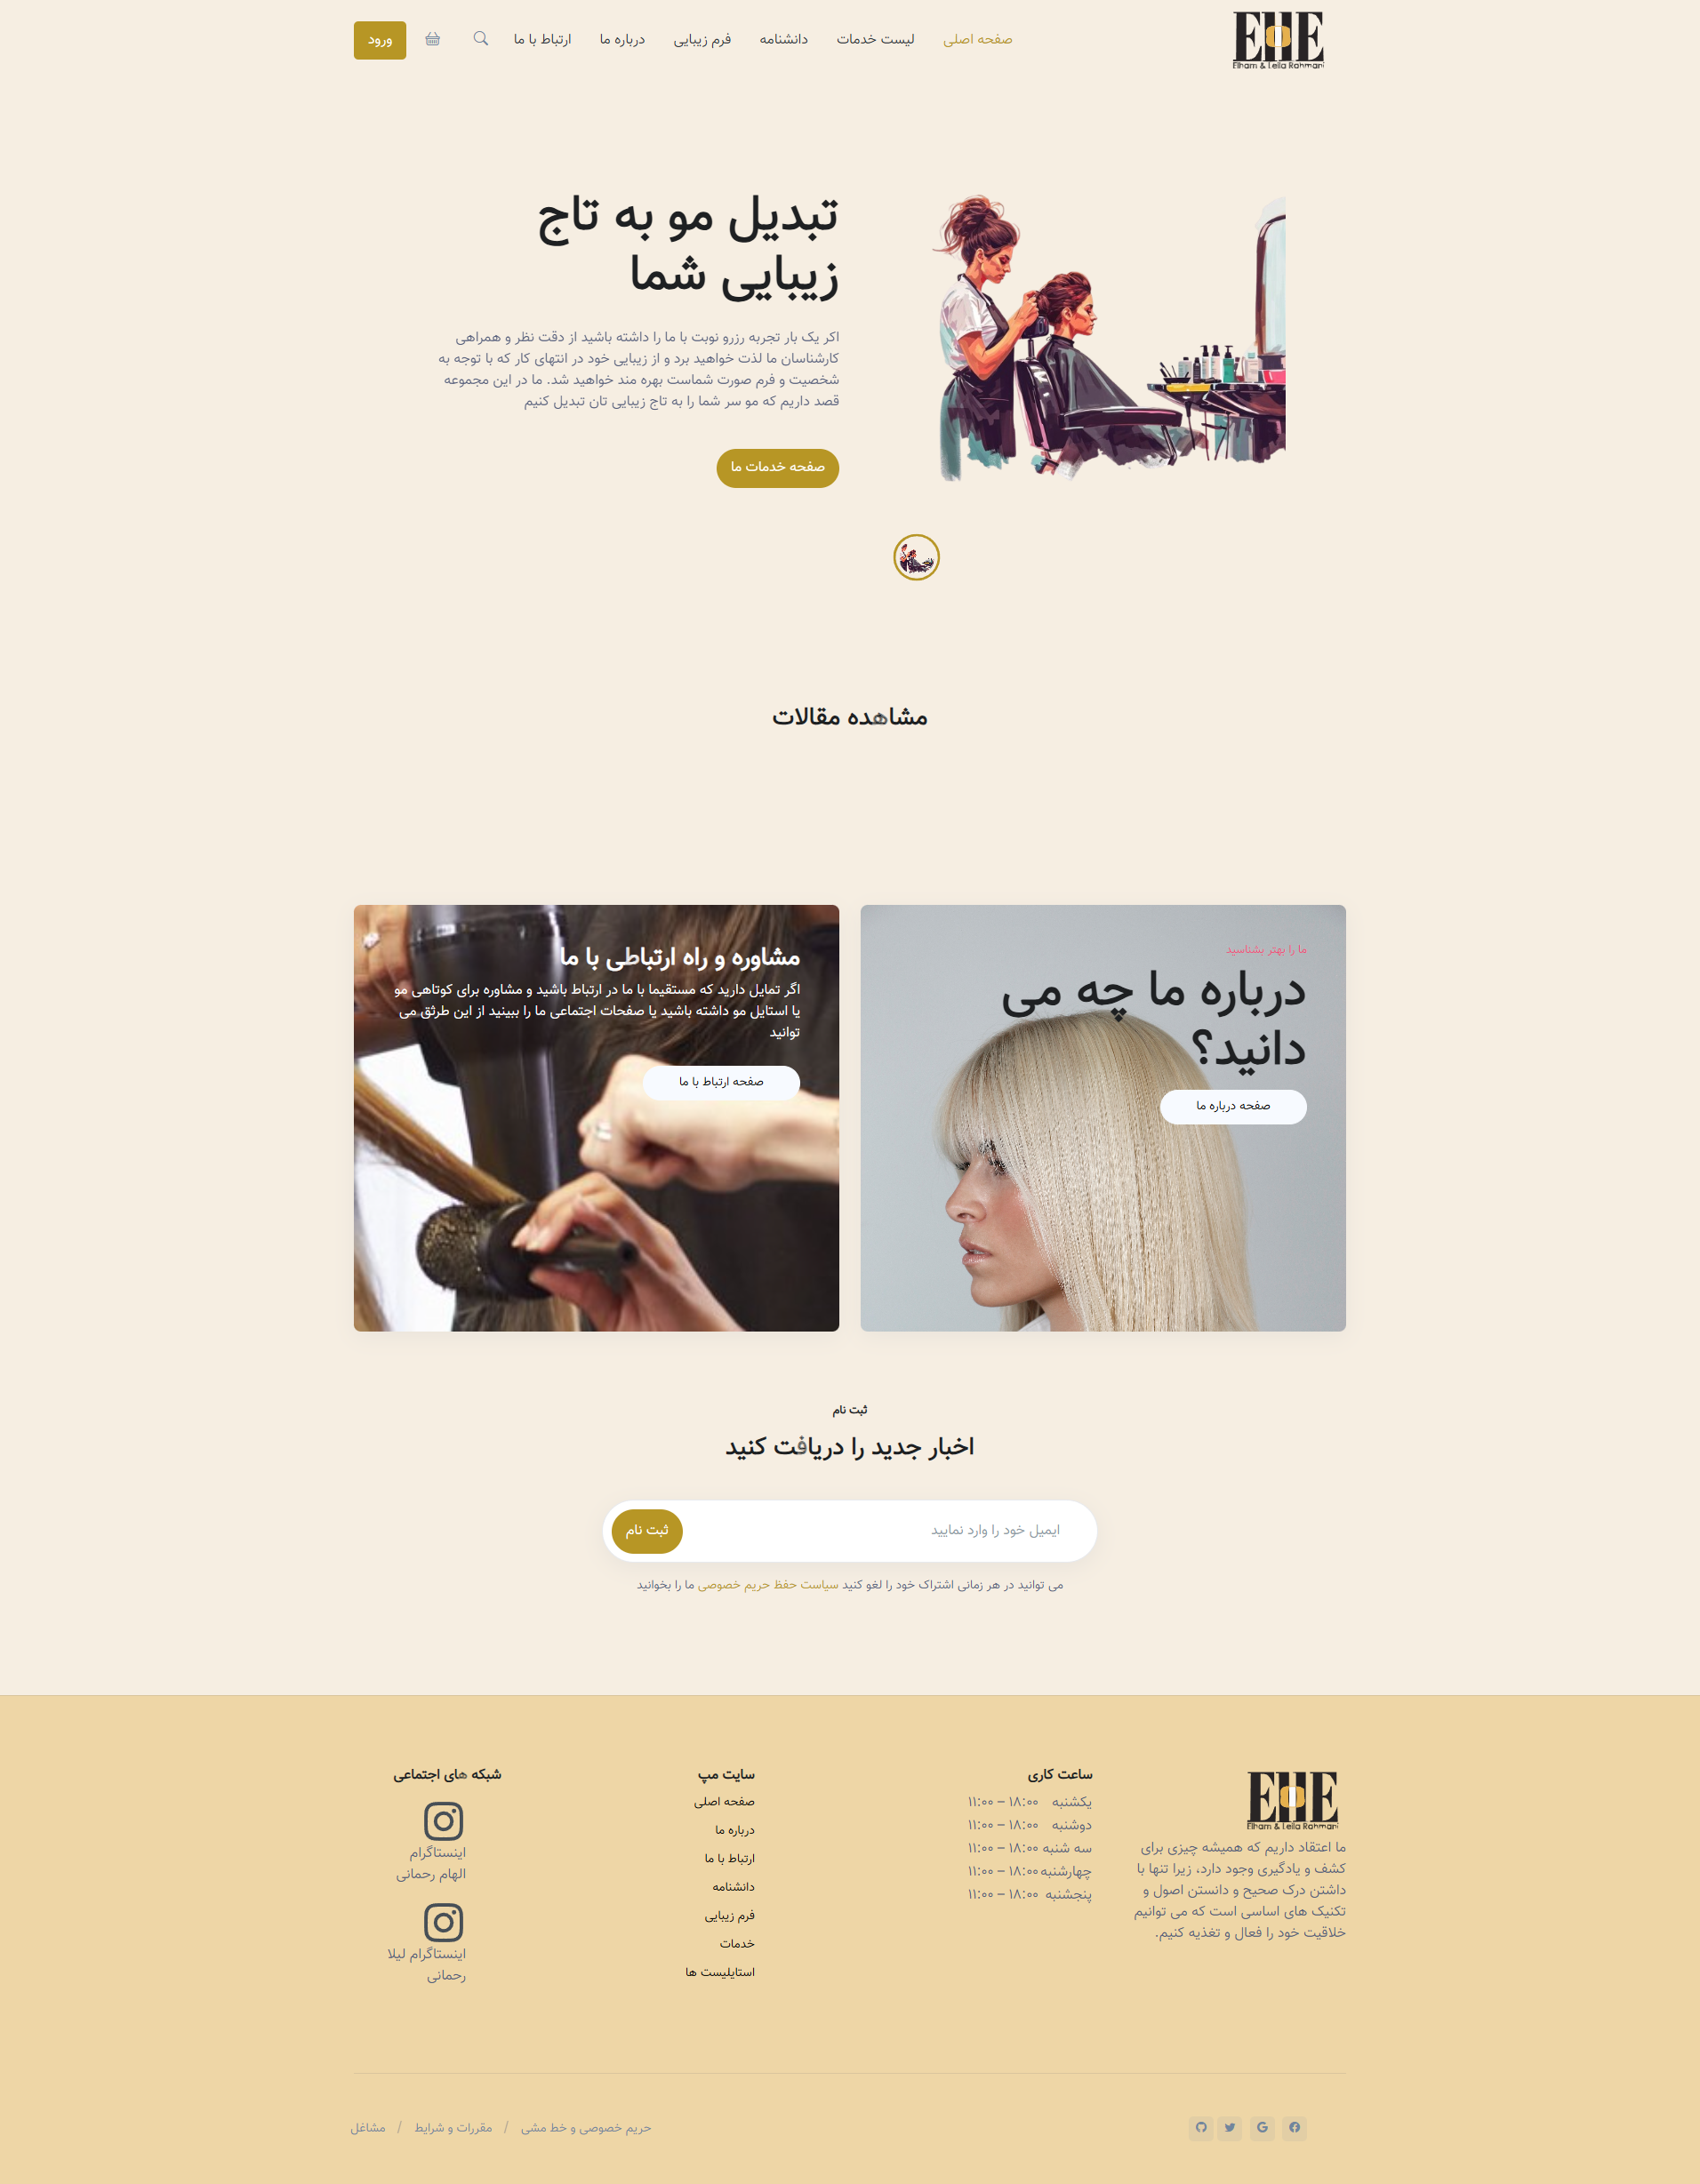 Elham & Leila Rahmani
صفحه اصلی
لیست خدمات
دانشنامه
فرم زیبایی
درباره ما
ارتباط با ما
ورود
تبدیل مو به تاج
زیبایی شما
اکر یک بار تجربه رزرو نوبت با ما را داشته باشید از دقت نظر و همراهی
کارشناسان ما لذت خواهید برد و از زیبایی خود در انتهای کار که با توجه به
شخصیت و فرم صورت شماست بهره مند خواهید شد. ما در این مجموعه
قصد داریم که مو سر شما را به تاج زیبایی تان تبدیل کنیم
صفحه خدمات ما
مشاهده مقالات
ما را بهتر بشناسید
درباره ما چه می
دانید؟
صفحه درباره ما
مشاوره و راه ارتباطی با ما
اگر تمایل دارید که مستقیما با ما در ارتباط باشید و مشاوره برای کوتاهی مو
یا استایل مو داشته باشید یا صفحات اجتماعی ما را ببینید از این طرثق می
توانید
صفحه ارتباط با ما
ثبت نام
اخبار جدید را دریافت کنید
ایمیل خود را وارد نمایید
ثبت نام
می توانید در هر زمانی اشتراک خود را لغو کنید سیاست حفظ حریم خصوصی ما را بخوانید
Elham & Leila Rahmani
ما اعتقاد داریم که همیشه چیزی برای
کشف و یادگیری وجود دارد، زیرا تنها با
داشتن درک صحیح و دانستن اصول و
تکنیک های اساسی است که می توانیم
خلاقیت خود را فعال و تغذیه کنیم.
ساعت کاری
یکشنبه ۱۸:۰۰ – ۱۱:۰۰
دوشنبه ۱۸:۰۰ – ۱۱:۰۰
سه شنبه ۱۸:۰۰ – ۱۱:۰۰
چهارشنبه ۱۸:۰۰ – ۱۱:۰۰
پنجشنبه ۱۸:۰۰ – ۱۱:۰۰
سایت مپ
صفحه اصلی
درباره ما
ارتباط با ما
دانشنامه
فرم زیبایی
خدمات
استایلیست ها
شبکه های اجتماعی
اینستاگرام
الهام رحمانی
اینستاگرام لیلا
رحمانی
حریم خصوصی و خط مشی / مقررات و شرایط / مشاغل